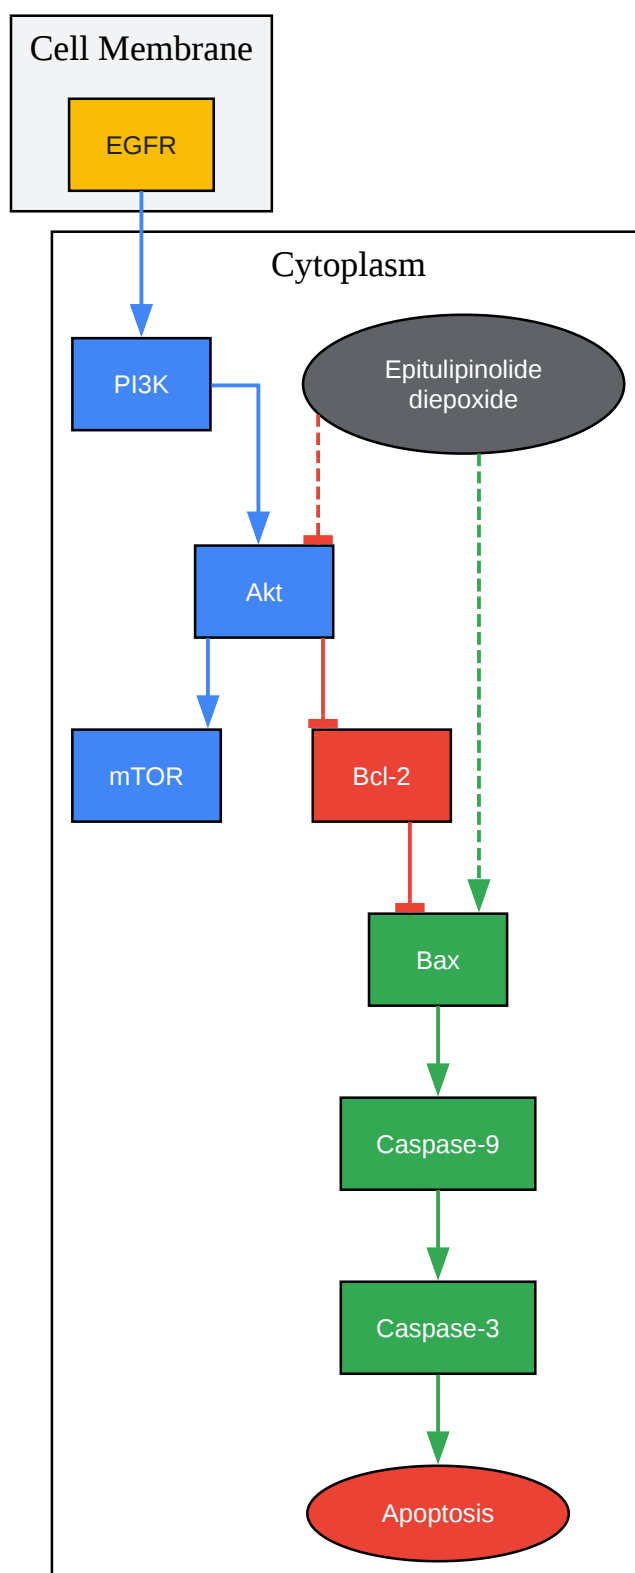 Cell Membrane
EGFR
Cytoplasm
PI3K
Epitulipinolide
diepoxide
Akt
mTOR
Bcl-2
Bax
Caspase-9
Caspase-3
Apoptosis